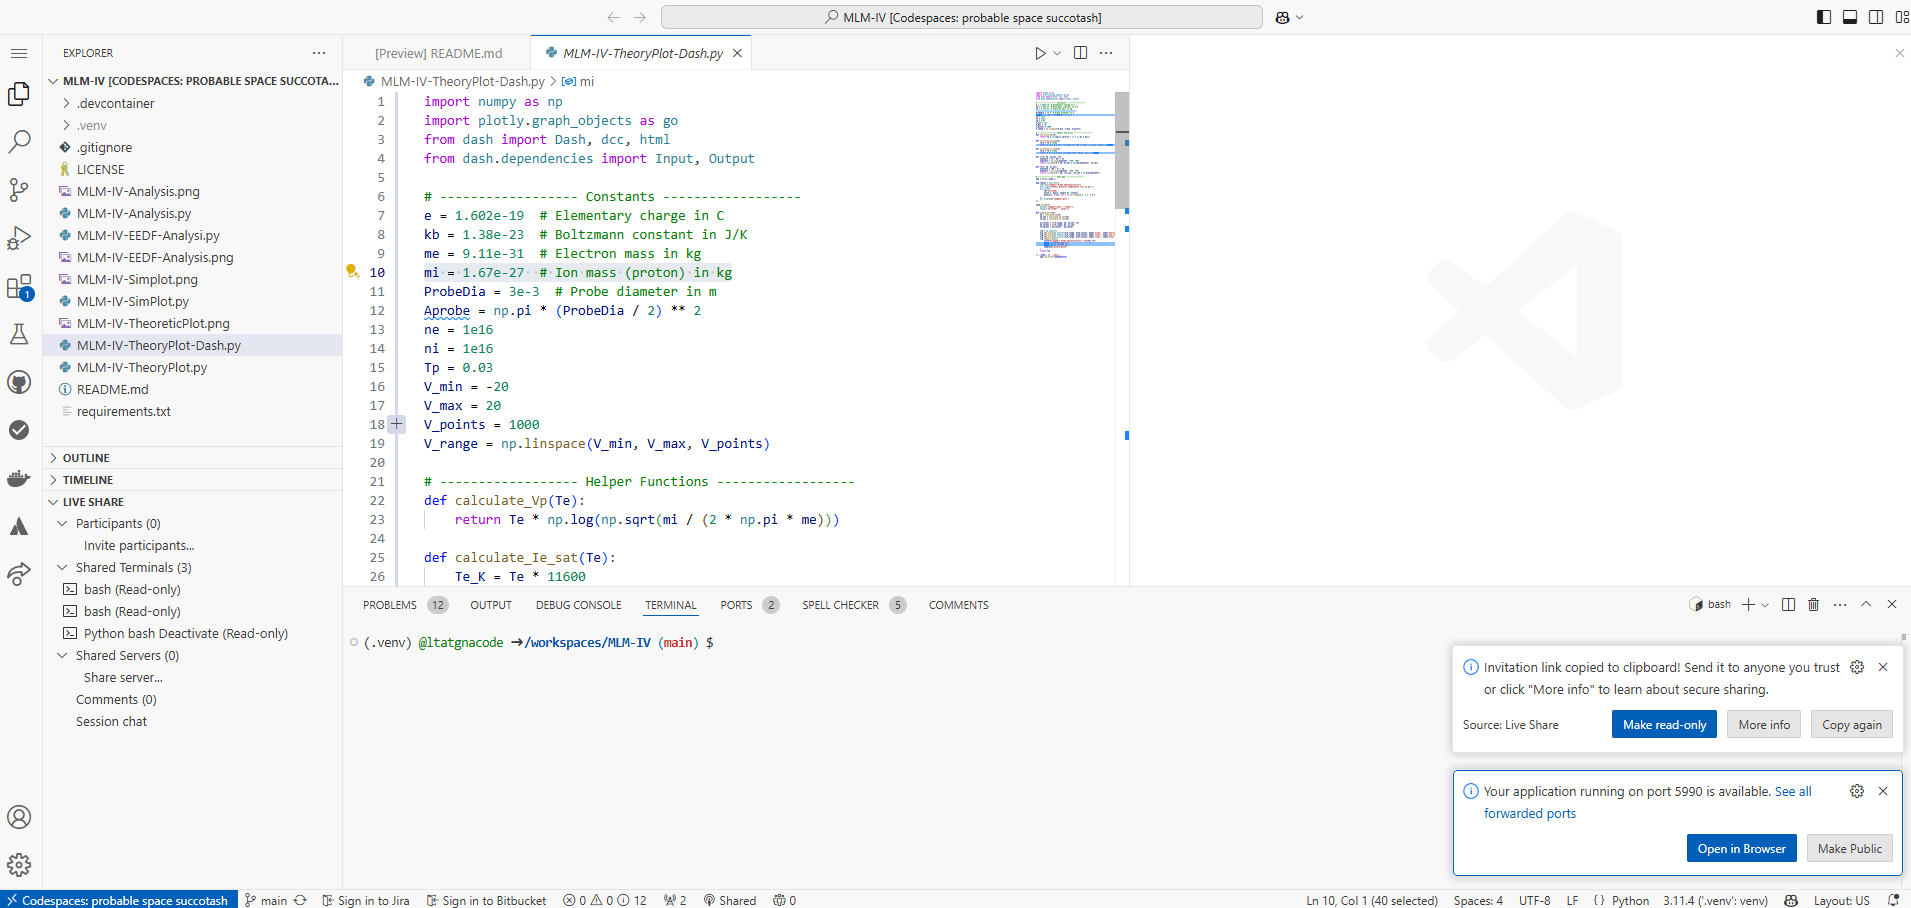 MLM-IV [Codespaces: probable space succotash]
EXPLORER
MLM-IV [CODESPACES: PROBABLE SPACE SUCCOTA...
.devcontainer
.venv
.gitignore
LICENSE
MLM-IV-Analysis.png
MLM-IV-Analysis.py
MLM-IV-EEDF-Analysi.py
MLM-IV-EEDF-Analysis.png
MLM-IV-Simplot.png
MLM-IV-SimPlot.py
MLM-IV-TheoreticPlot.png
MLM-IV-TheoryPlot-Dash.py
MLM-IV-TheoryPlot.py
README.md
requirements.txt
OUTLINE
TIMELINE
LIVE SHARE
Participants (0)
Invite participants...
Shared Terminals (3)
bash (Read-only)
bash (Read-only)
Python bash Deactivate (Read-only)
Shared Servers (0)
Share server...
Comments (0)
Session chat
1
[Preview] README.md
MLM-IV-TheoryPlot-Dash.py
MLM-IV-TheoryPlot-Dash.py > mi
1 import numpy as np
2 import plotly.graph_objects as go
3 from dash import Dash, dcc, html
4 from dash.dependencies import Input, Output
5
6 # ------------------ Constants ------------------
7 e = 1.602e-19  # Elementary charge in C
8 kb = 1.38e-23  # Boltzmann constant in J/K
9 me = 9.11e-31  # Electron mass in kg
10 mi = 1.67e-27  # Ion mass (proton) in kg
11 ProbeDia = 3e-3  # Probe diameter in m
12 Aprobe = np.pi * (ProbeDia / 2) ** 2
13 ne = 1e16
14 ni = 1e16
15 Tp = 0.03
16 V_min = -20
17 V_max = 20
18 V_points = 1000
19 V_range = np.linspace(V_min, V_max, V_points)
20
21 # ------------------ Helper Functions ------------------
22 def calculate_Vp(Te):
23 return Te * np.log(np.sqrt(mi / (2 * np.pi * me)))
24
25 def calculate_Ie_sat(Te):
26 Te_K = Te * 11600
PROBLEMS 12 OUTPUT DEBUG CONSOLE TERMINAL PORTS 2 SPELL CHECKER 5 COMMENTS
bash
(.venv) @ltatgnacode ➜/workspaces/MLM-IV (main) $
Invitation link copied to clipboard! Send it to anyone you trust
or click "More info" to learn about secure sharing.
Source: Live Share
Make read-only More info Copy again
Your application running on port 5990 is available. See all
forwarded ports
Open in Browser Make Public
Codespaces: probable space succotash main Sign in to Jira Sign in to Bitbucket 0 0 12 2 Shared 0
Ln 10, Col 1 (40 selected) Spaces: 4 UTF-8 LF {} Python 3.11.4 ('.venv': venv) Layout: US